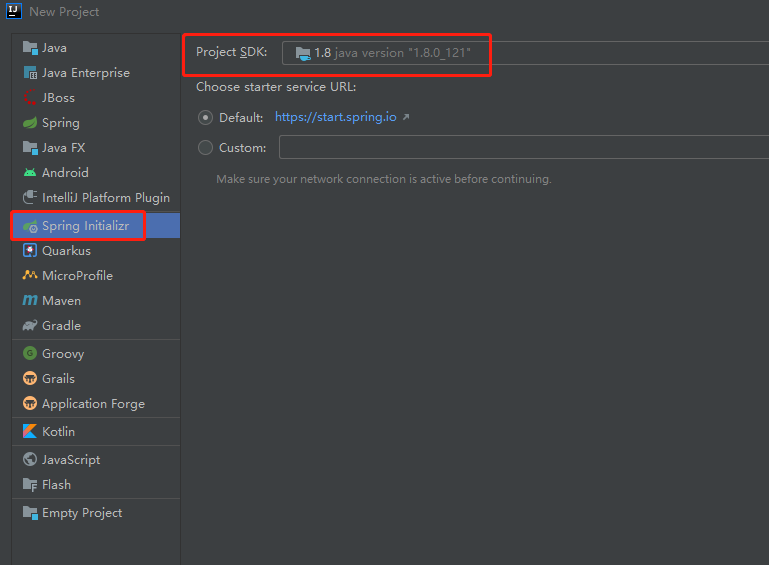 New Project
Java
Java Enterprise
JBoss
Spring
Java FX
Android
IntelliJ Platform Plugin
Spring Initializr
Quarkus
MicroProfile
Maven
Gradle
Groovy
Grails
Application Forge
Kotlin
JavaScript
Flash
Empty Project
Project SDK: 1.8 java version "1.8.0_121"
Choose starter service URL:
Default: https://start.spring.io
Custom:
Make sure your network connection is active before continuing.